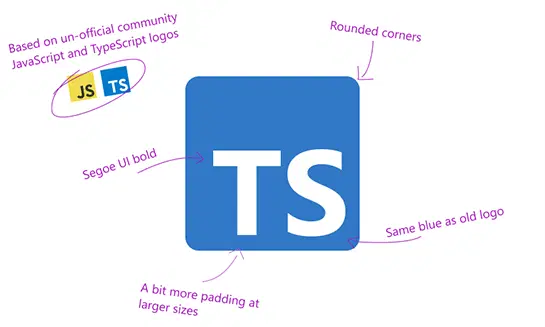 Based on un-official community
JavaScript and TypeScript logos
JS TS
Rounded corners
Segoe UI bold
TS
Same blue as old logo
A bit more padding at
larger sizes